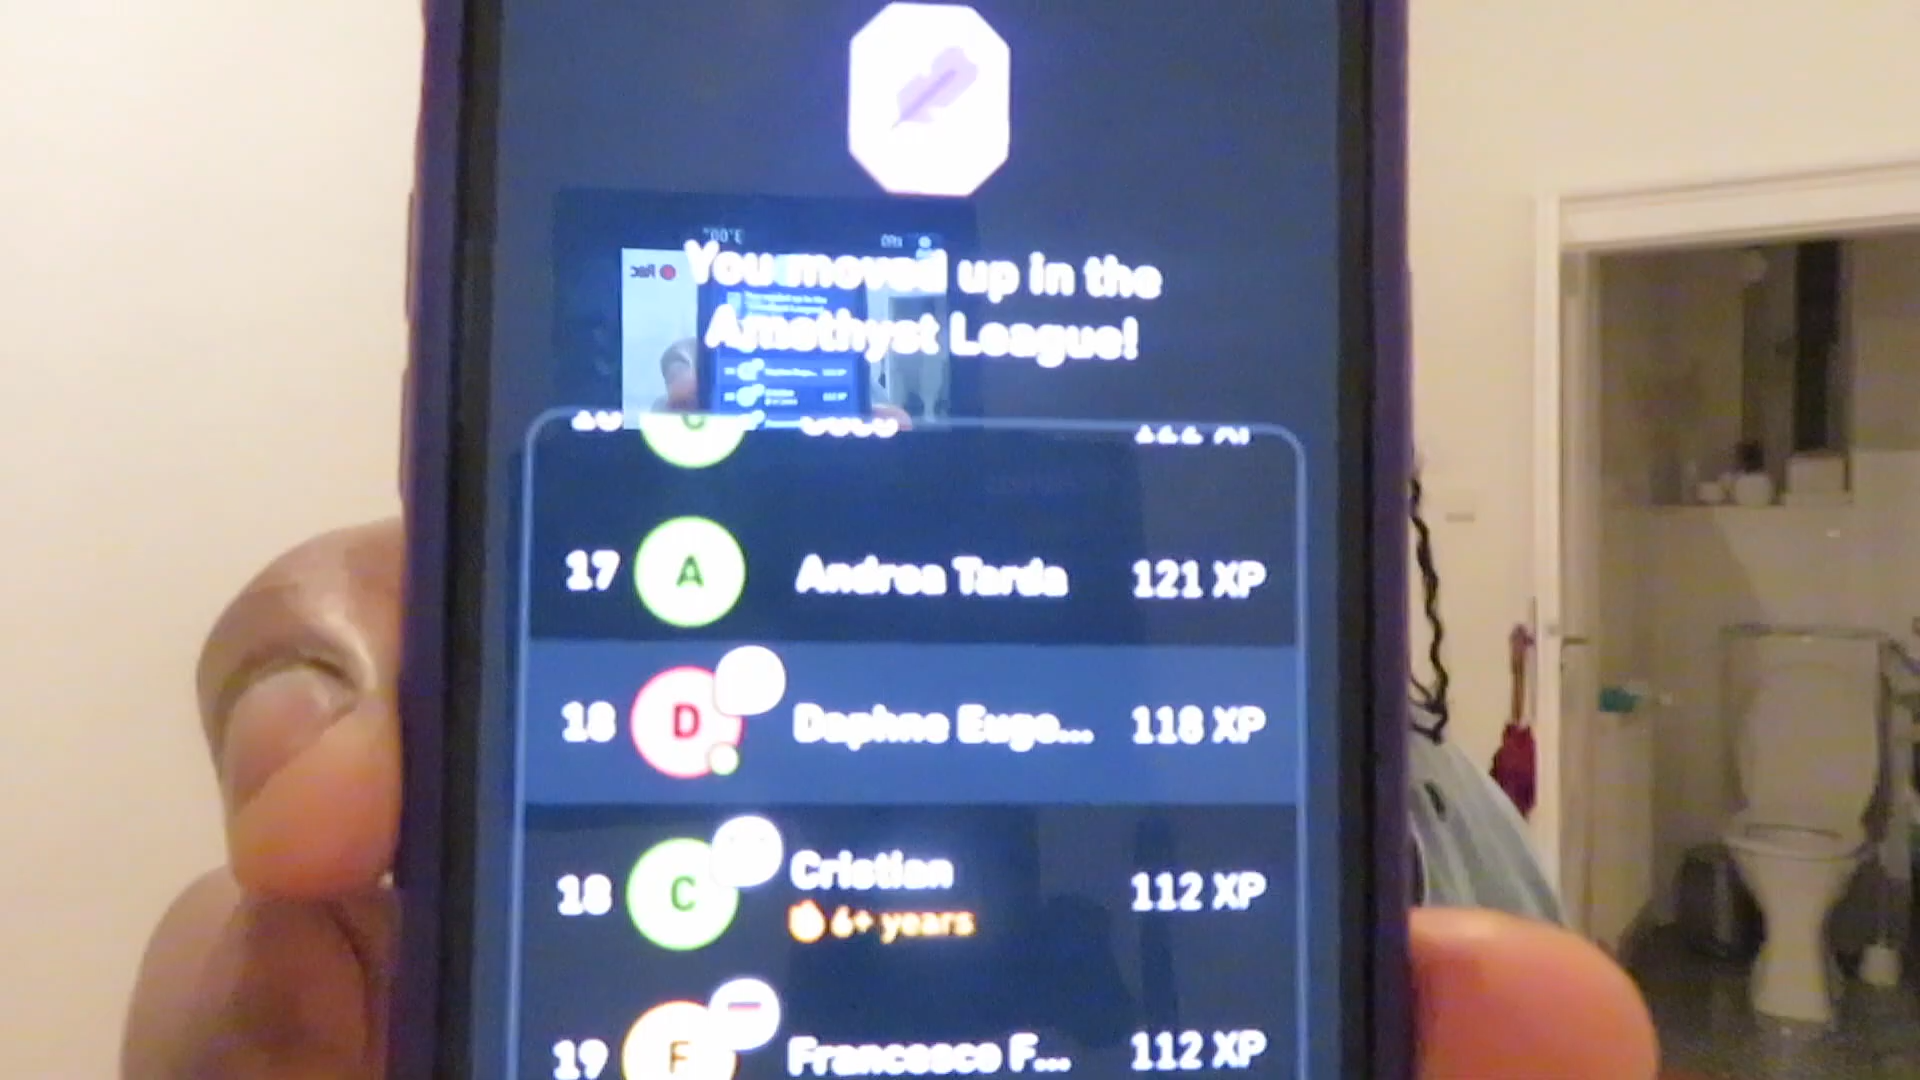 You moved up in the
Amethyst League!
17 A Andrea Tarda 121 XP
18 D Daphne Euge... 118 XP
18 C Cristian 112 XP
6+ years
19 F Francesco F... 112 XP